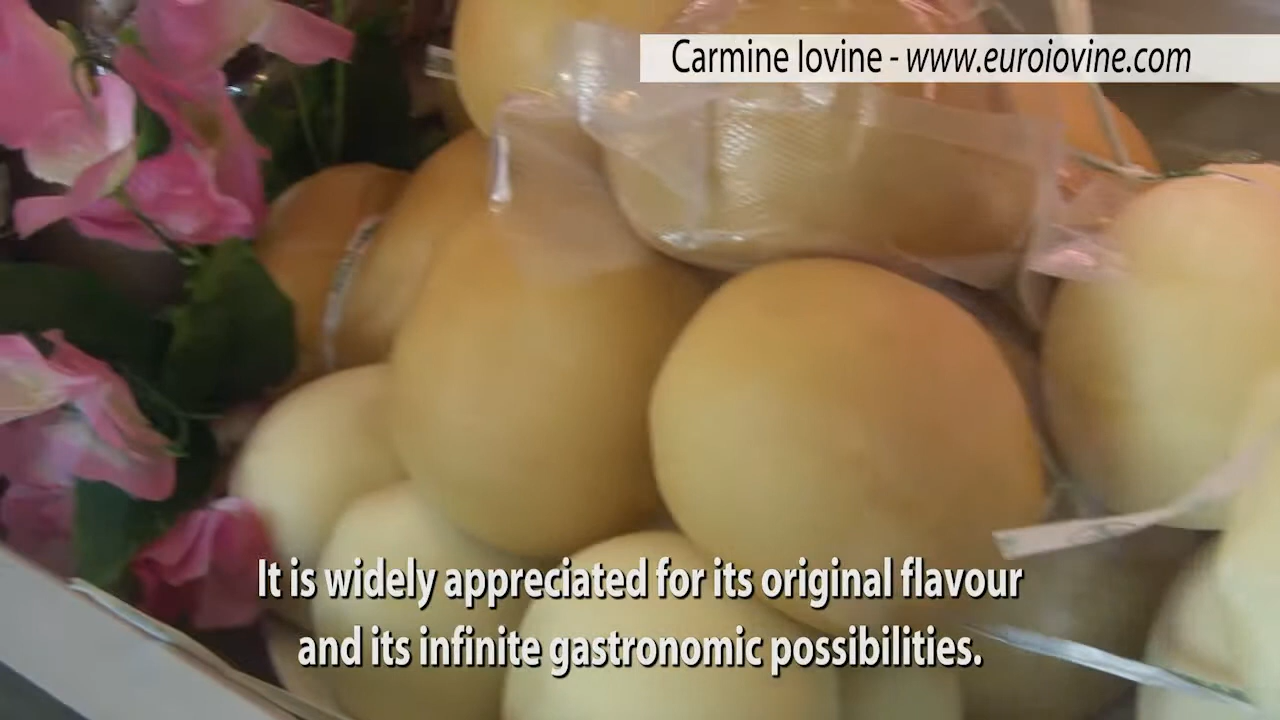 Carmine Iovine - www.euroiovine.com
It is widely appreciated for its original flavour
and its infinite gastronomic possibilities.